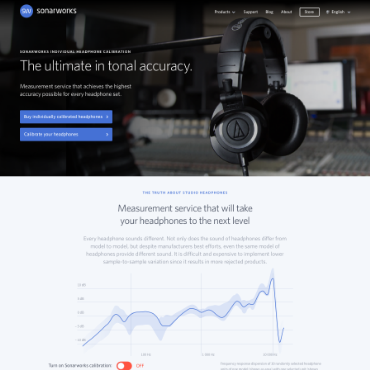 SW sonarworks
Products Support Blog About Store English
SONARWORKS INDIVIDUAL HEADPHONE CALIBRATION
The ultimate in tonal accuracy.
Measurement service that achieves the highest
accuracy possible for every headphone set.
Buy individually calibrated headphones
Calibrate your headphones
THE TRUTH ABOUT STUDIO HEADPHONES
Measurement service that will take
your headphones to the next level
Every headphone sounds different. Not only does the sound of headphones differ from
model to model, but despite manufacturers best efforts, even the same model of
headphones provide different sound. It is difficult and expensive to implement lower
sample-to-sample variation since it results in more rejected products.
Turn on Sonarworks calibration: OFF